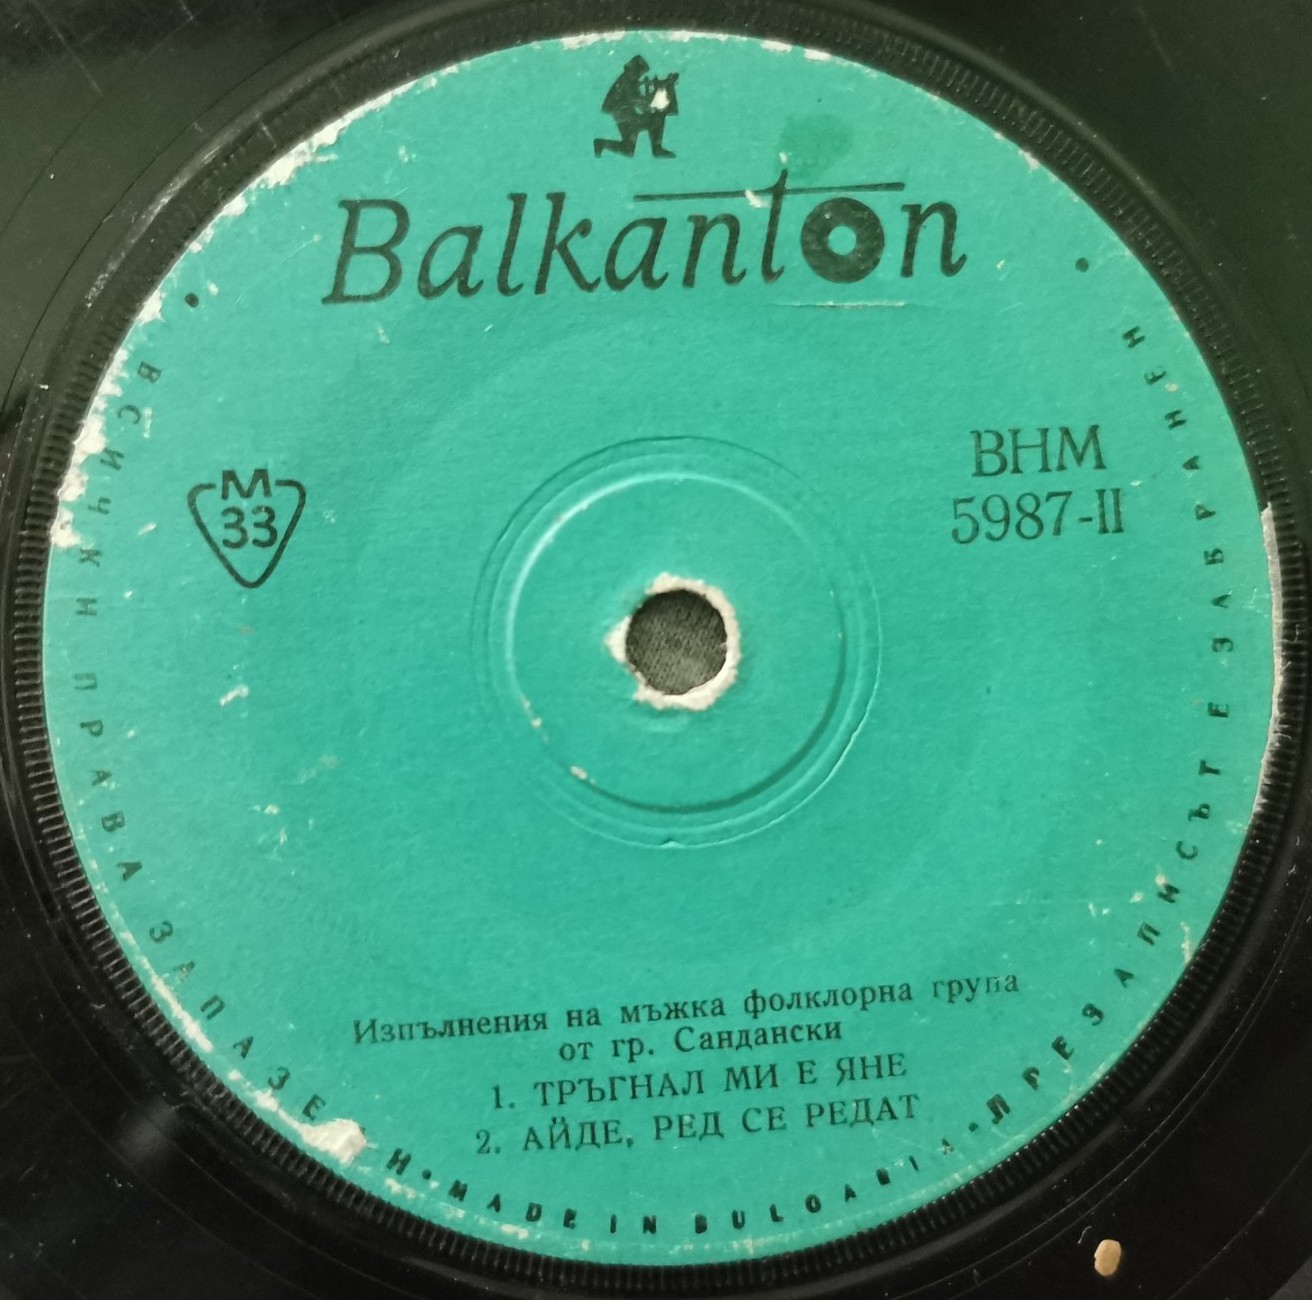 Balkanton
М
33
ВНМ
5987-II
Изпълнения на мъжка фолклорна група
от гр. Сандански
1. ТРЪГНАЛ МИ Е ЯНЕ
2. АЙДЕ, РЕД СЕ РЕДАТ
• ВСИЧКИ ПРАВА ЗАПАЗЕНИ • MADE IN BULGARIA • ПРЕЗАПИСЪТ Е ЗАБРАНЕН •